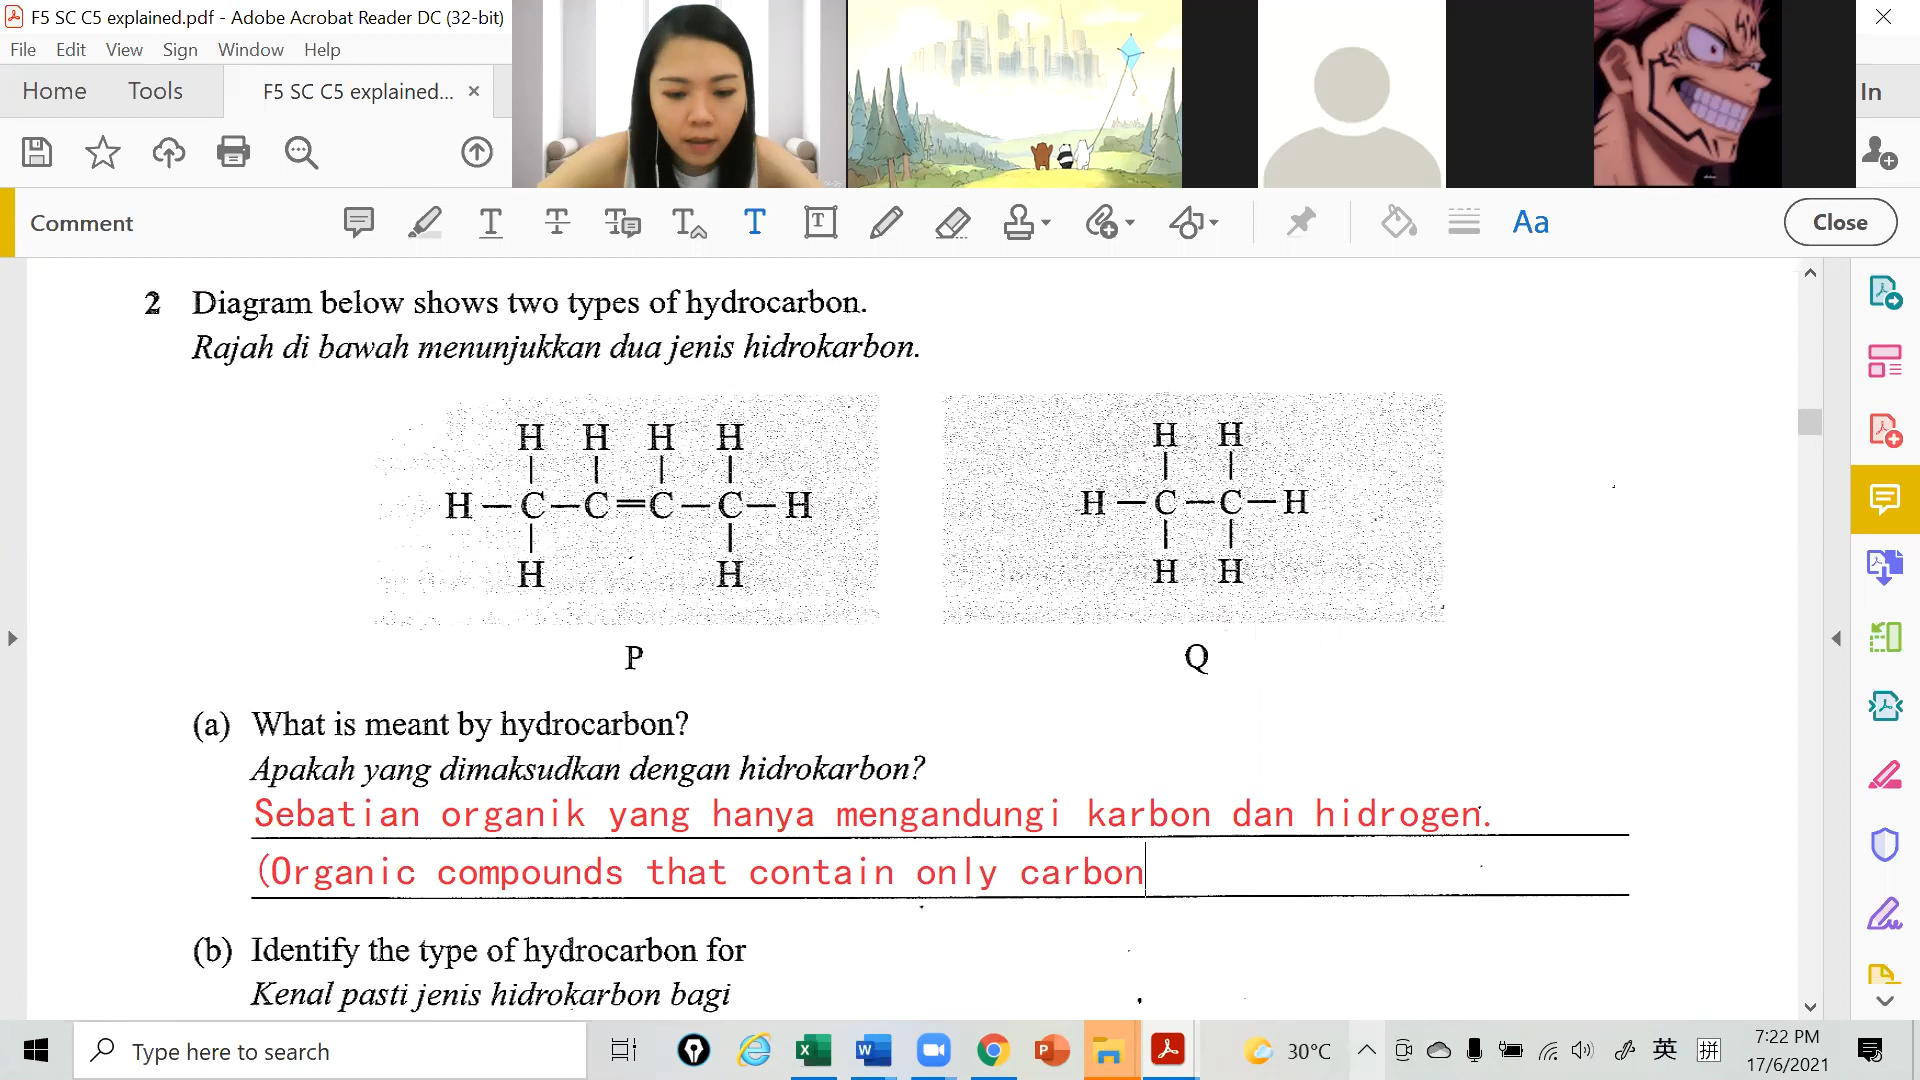 F5 SC C5 explained.pdf - Adobe Acrobat Reader DC (32-bit)
File Edit View Sign Window Help
Home Tools F5 SC C5 explained... ×
In
Comment
Aa
Close
2 Diagram below shows two types of hydrocarbon.
Rajah di bawah menunjukkan dua jenis hidrokarbon.
H H H H
H-C-C=C-C-H
H H
P
H H
H-C-C-H
H H
Q
(a) What is meant by hydrocarbon?
Apakah yang dimaksudkan dengan hidrokarbon?
Sebatian organik yang hanya mengandungi karbon dan hidrogen.
(Organic compounds that contain only carbon
(b) Identify the type of hydrocarbon for
Kenal pasti jenis hidrokarbon bagi
Type here to search
30°C
英
拼
7:22 PM
17/6/2021